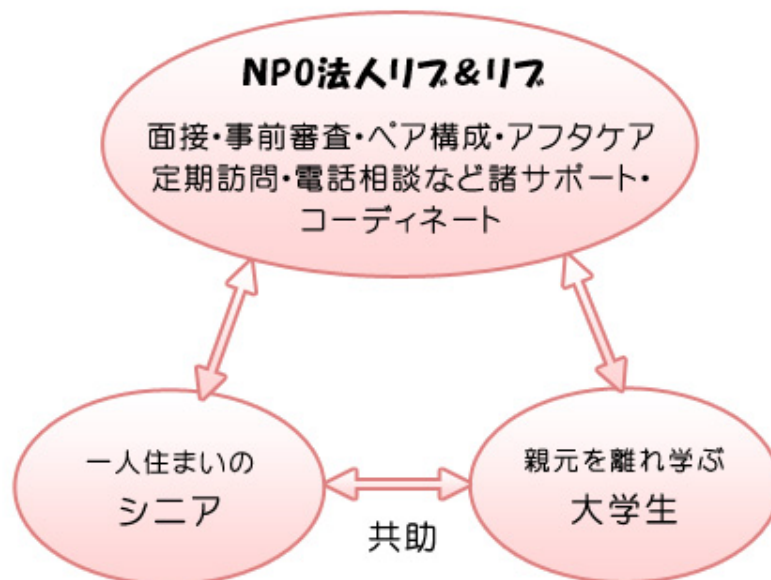 NPO法人リブ&リブ
面接・事前審査・ペア構成・アフタケア
定期訪問・電話相談など諸サポート・
コーディネート
一人住まいの
シニア
親元を離れ学ぶ
大学生
共助